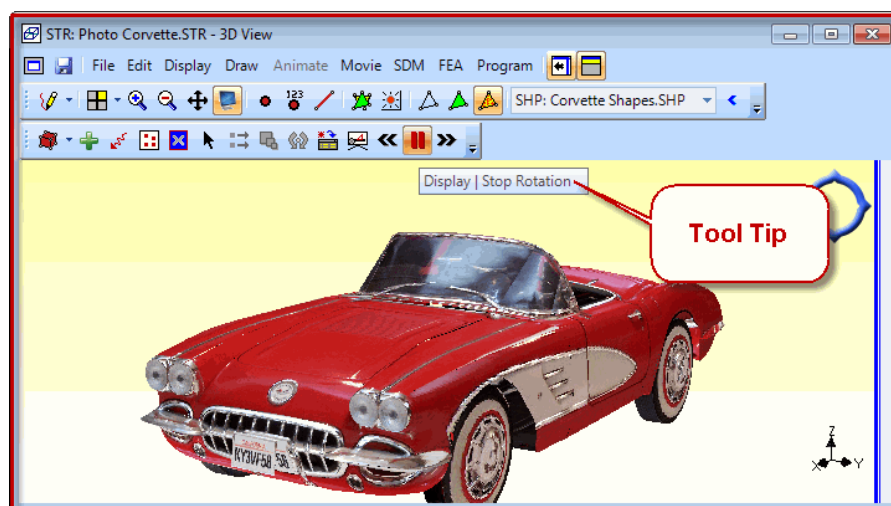 STR: Photo Corvette.STR - 3D View
File Edit Display Draw Animate Movie SDM FEA Program
123
SHP: Corvette Shapes.SHP
Display | Stop Rotation
Tool Tip
Z
X Y